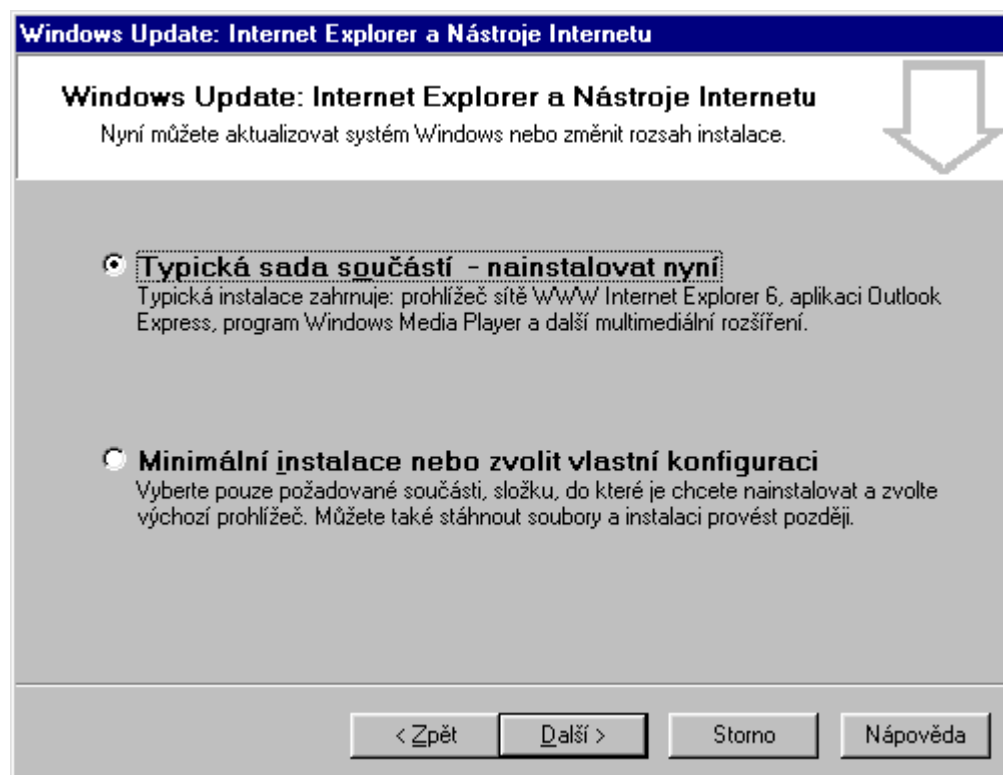 Windows Update: Internet Explorer a Nástroje Internetu
Windows Update: Internet Explorer a Nástroje Internetu
Nyní můžete aktualizovat systém Windows nebo změnit rozsah instalace.
Typická sada součástí - nainstalovat nyní
Typická instalace zahrnuje: prohlížeč sítě WWW Internet Explorer 6, aplikaci Outlook
Express, program Windows Media Player a další multimediální rozšíření.
Minimální instalace nebo zvolit vlastní konfiguraci
Vyberte pouze požadované součásti, složku, do které je chcete nainstalovat a zvolte
výchozí prohlížeč. Můžete také stáhnout soubory a instalaci provést později.
< Zpět Další > Storno Nápověda